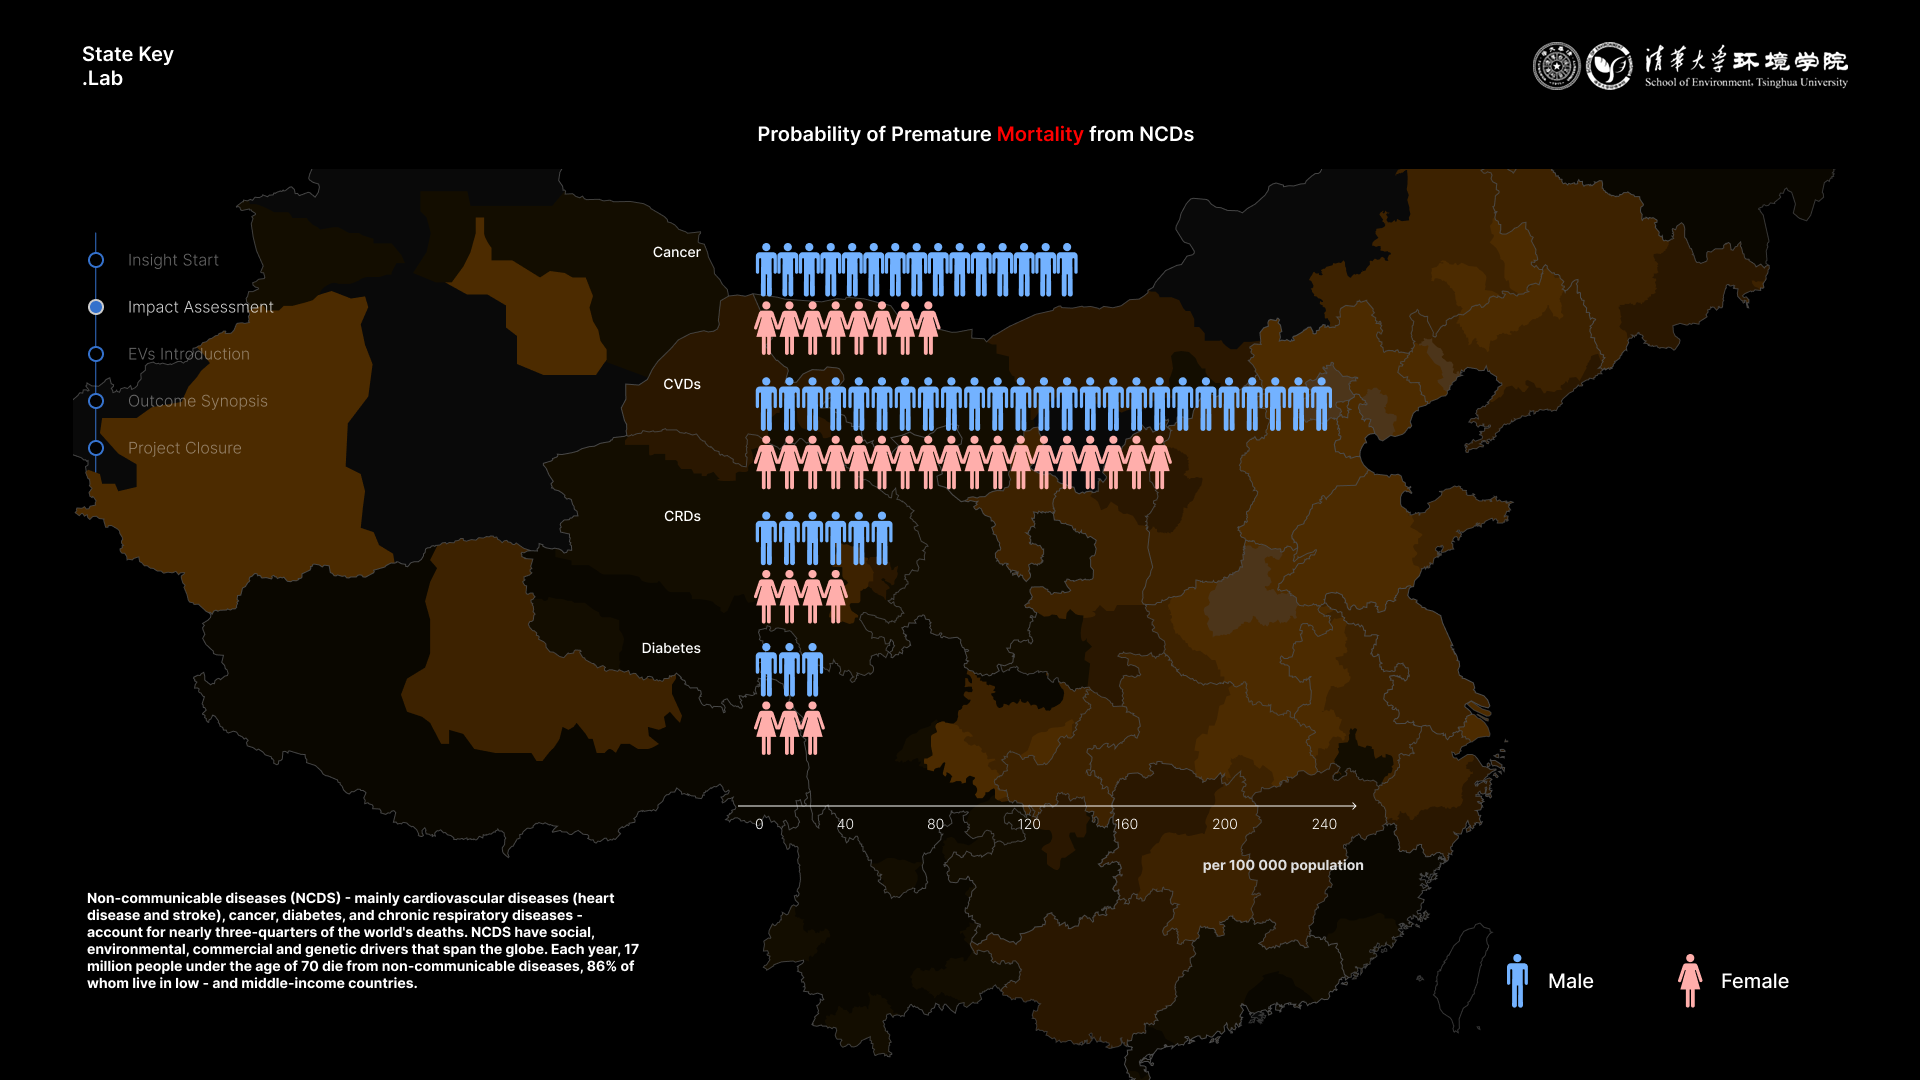 State Key
.Lab
清华大学环境学院
School of Environment, Tsinghua University
Probability of Premature Mortality from NCDs
Insight Start
Impact Assessment
EVs Introduction
Outcome Synopsis
Project Closure
Cancer
CVDs
CRDs
Diabetes
0 40 80 120 160 200 240
per 100 000 population
Non-communicable diseases (NCDS) - mainly cardiovascular diseases (heart
disease and stroke), cancer, diabetes, and chronic respiratory diseases -
account for nearly three-quarters of the world's deaths. NCDS have social,
environmental, commercial and genetic drivers that span the globe. Each year, 17
million people under the age of 70 die from non-communicable diseases, 86% of
whom live in low - and middle-income countries.
Male
Female